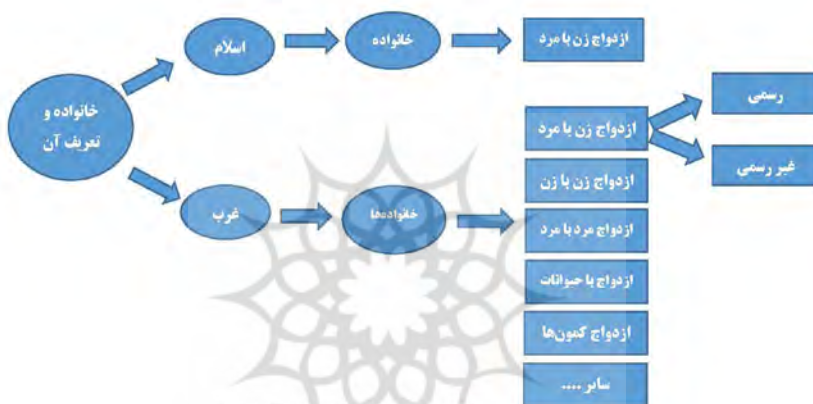 خانواده و
تعریف آن
اسلام
خانواده
ازدواج زن با مرد
غرب
خانواده‌ها
ازدواج زن با مرد
رسمی
غیر رسمی
ازدواج زن با زن
ازدواج مرد با مرد
ازدواج با حیوانات
ازدواج کمون‌ها
سایر ....